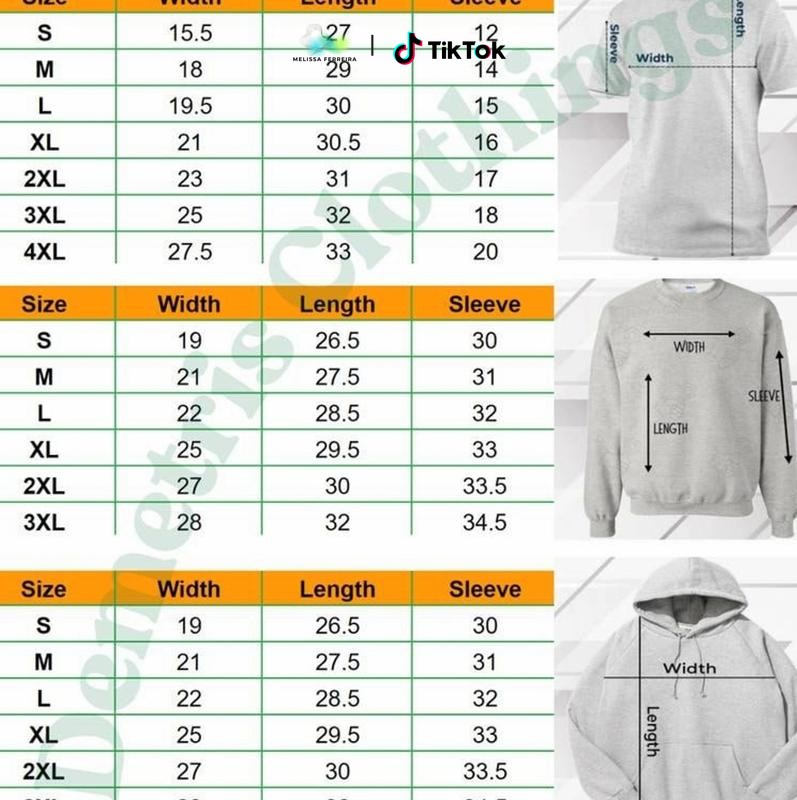 Size Width Length Sleeve
S 15.5 27 12
MELISSA FERREIRA | TikTok
M 18 29 14
L 19.5 30 15
XL 21 30.5 16
2XL 23 31 17
3XL 25 32 18
4XL 27.5 33 20
Sleeve
Width
Length
Size Width Length Sleeve
S 19 26.5 30
M 21 27.5 31
L 22 28.5 32
XL 25 29.5 33
2XL 27 30 33.5
3XL 28 32 34.5
WIDTH
SLEEVE
LENGTH
Size Width Length Sleeve
S 19 26.5 30
M 21 27.5 31
L 22 28.5 32
XL 25 29.5 33
2XL 27 30 33.5
Width
Length
Demetris Clothings